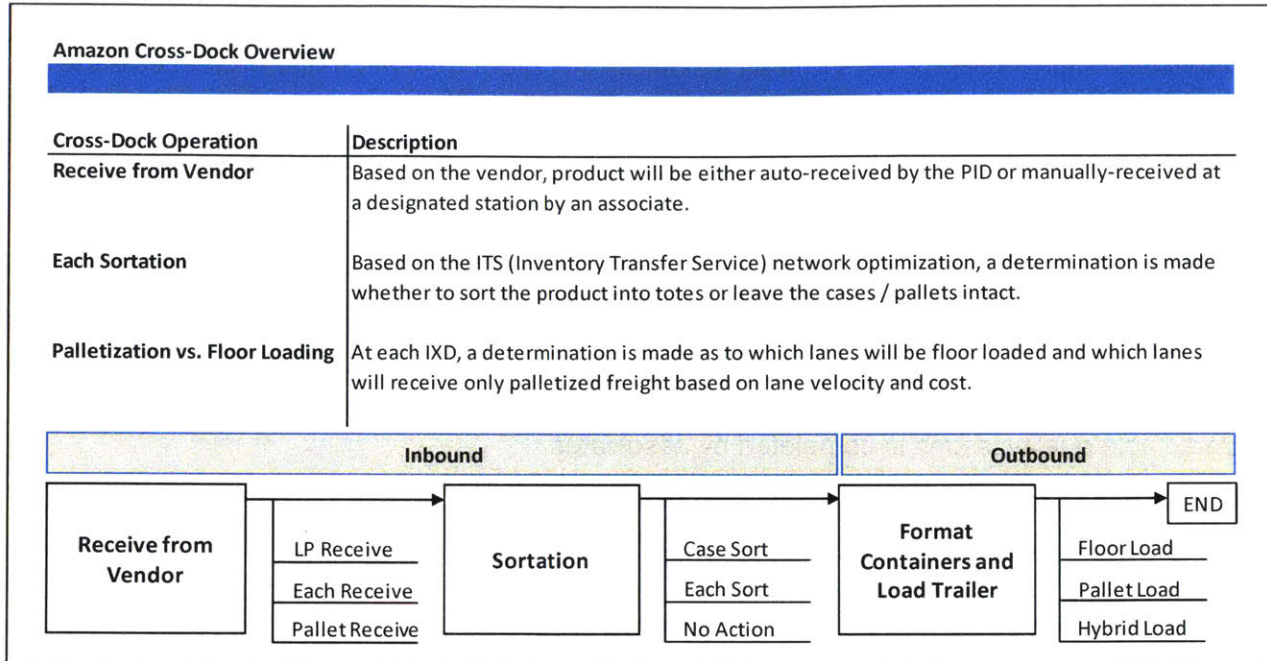 Amazon Cross-Dock Overview
Cross-Dock Operation Description
Receive from Vendor Based on the vendor, product will be either auto-received by the PID or manually-received at
a designated station by an associate.
Each Sortation Based on the ITS (Inventory Transfer Service) network optimization, a determination is made
whether to sort the product into totes or leave the cases / pallets intact.
Palletization vs. Floor Loading At each IXD, a determination is made as to which lanes will be floor loaded and which lanes
will receive only palletized freight based on lane velocity and cost.
Inbound Outbound
Receive from
Vendor
LP Receive
Each Receive
Pallet Receive
Sortation
Case Sort
Each Sort
No Action
Format
Containers and
Load Trailer
Floor Load
Pallet Load
Hybrid Load
END